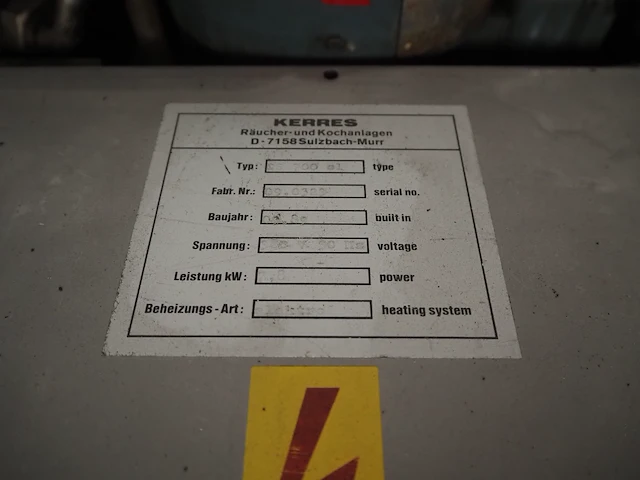 KERRES
Räucher-und Kochanlagen
D-7158 Sulzbach-Murr
Typ: type
Fabr. Nr.: serial no.
Baujahr: built in
Spannung: voltage
Leistung kW: power
Beheizungs-Art: heating system